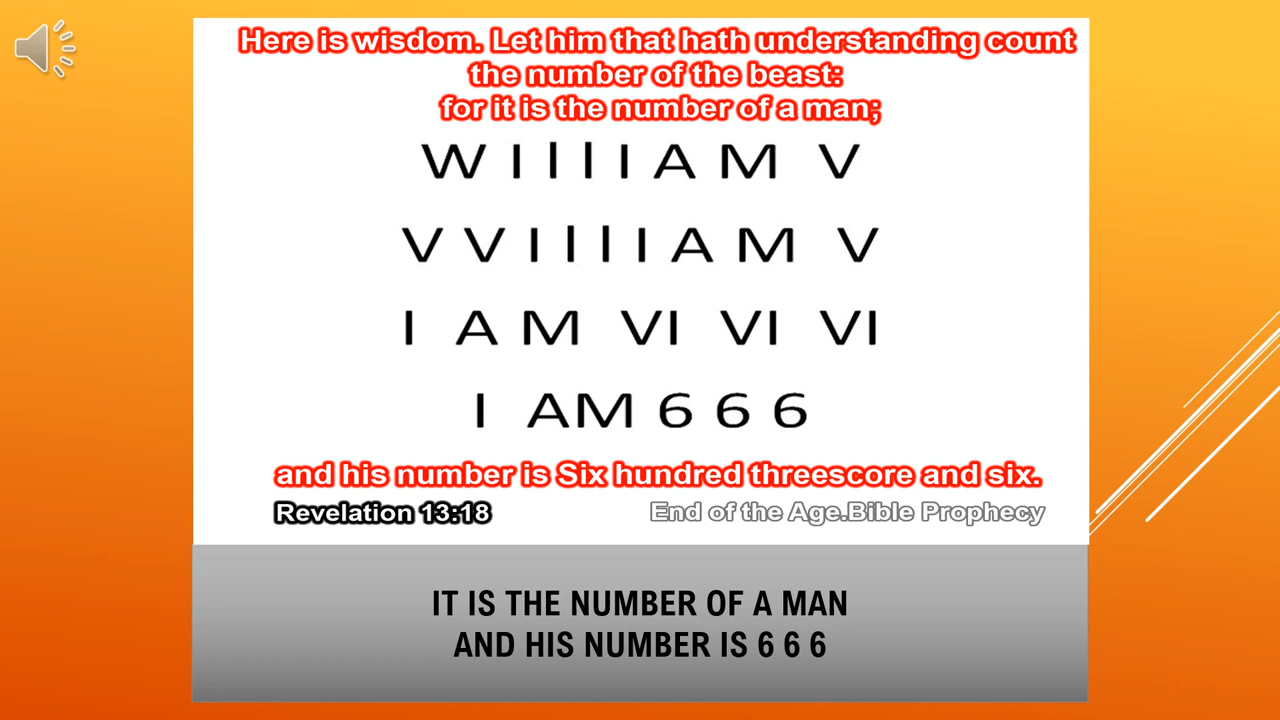 Here is wisdom. Let him that hath understanding count
the number of the beast:
for it is the number of a man;
W I l l I A M V
V V I l l I A M V
I A M VI VI VI
I AM 6 6 6
and his number is Six hundred threescore and six.
Revelation 13:18 End of the Age.Bible Prophecy
IT IS THE NUMBER OF A MAN
AND HIS NUMBER IS 6 6 6